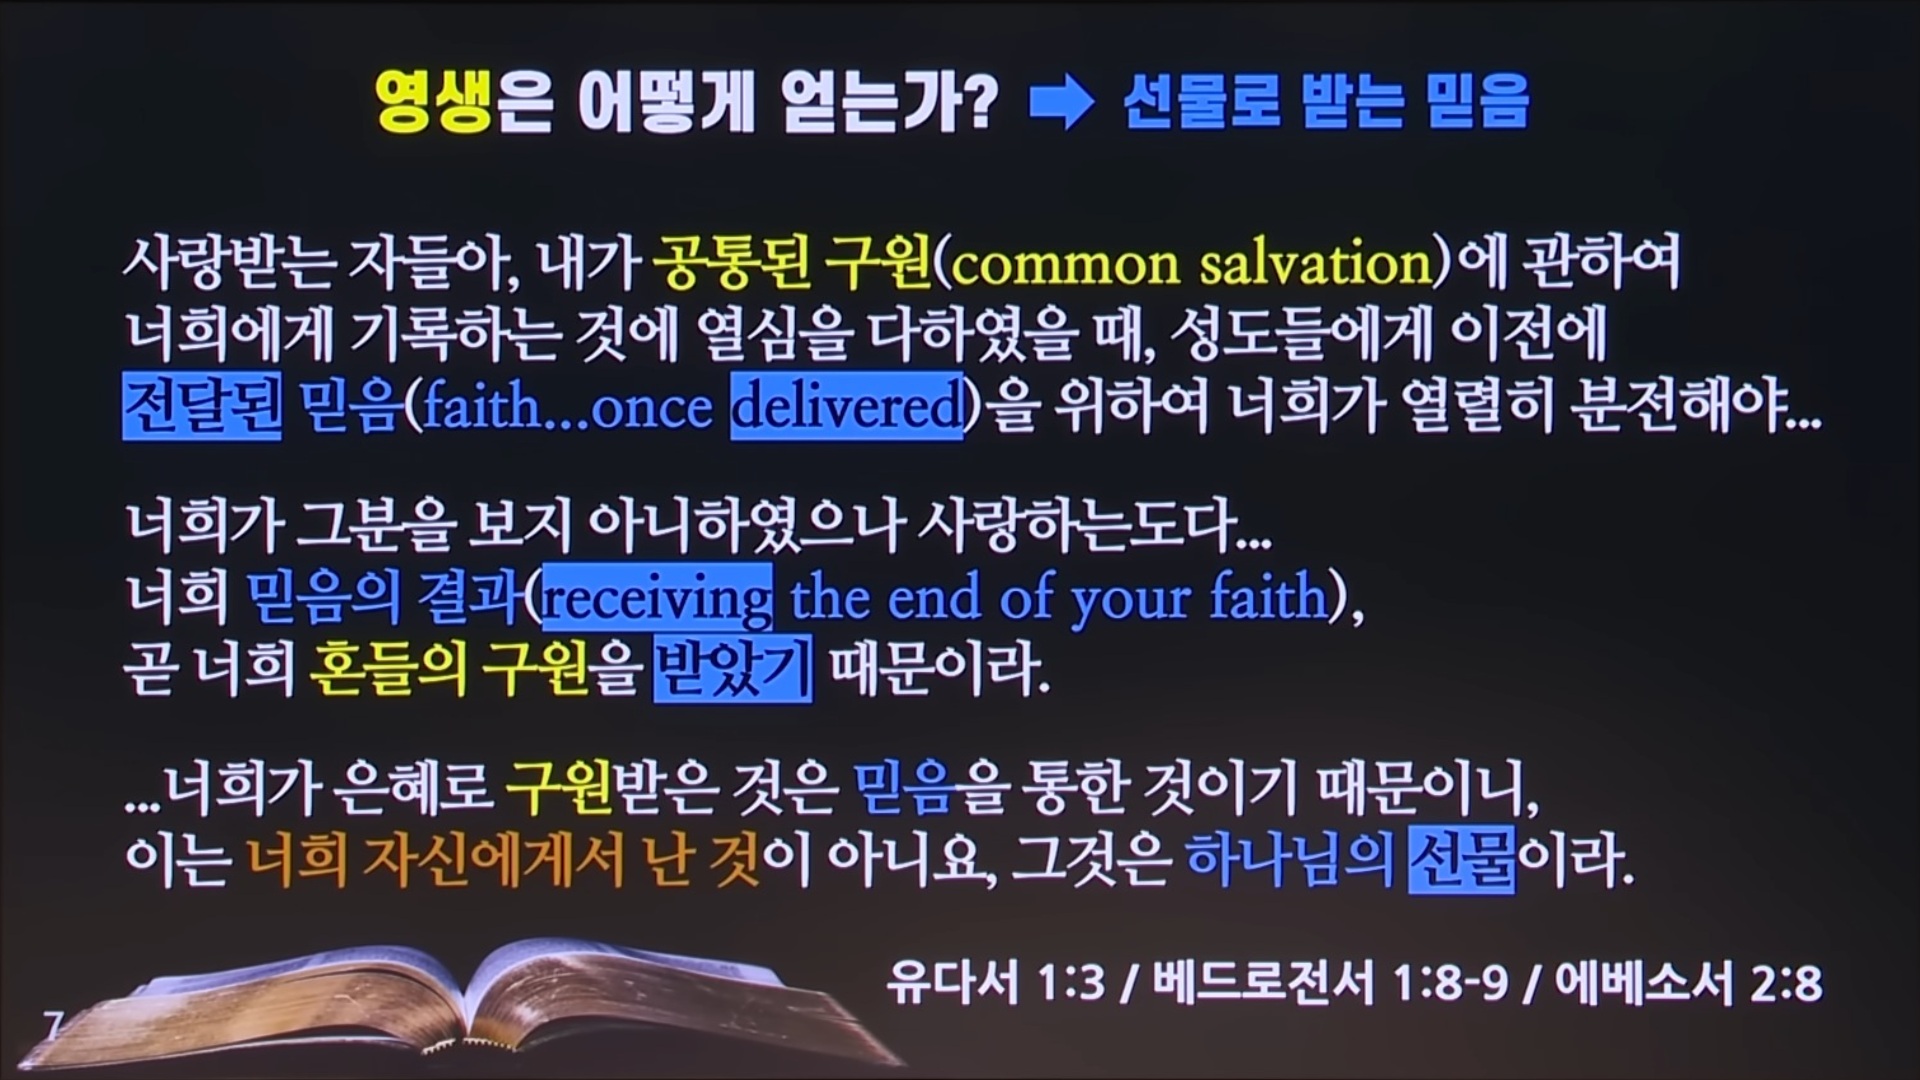 영생은 어떻게 얻는가? ➡ 선물로 받는 믿음
사랑받는 자들아, 내가 공통된 구원(common salvation)에 관하여
너희에게 기록하는 것에 열심을 다하였을 때, 성도들에게 이전에
전달된 믿음(faith...once delivered)을 위하여 너희가 열렬히 분전해야...
너희가 그분을 보지 아니하였으나 사랑하는도다...
너희 믿음의 결과(receiving the end of your faith),
곧 너희 혼들의 구원을 받았기 때문이라.
...너희가 은혜로 구원받은 것은 믿음을 통한 것이기 때문이니,
이는 너희 자신에게서 난 것이 아니요, 그것은 하나님의 선물이라.
유다서 1:3 / 베드로전서 1:8-9 / 에베소서 2:8
7